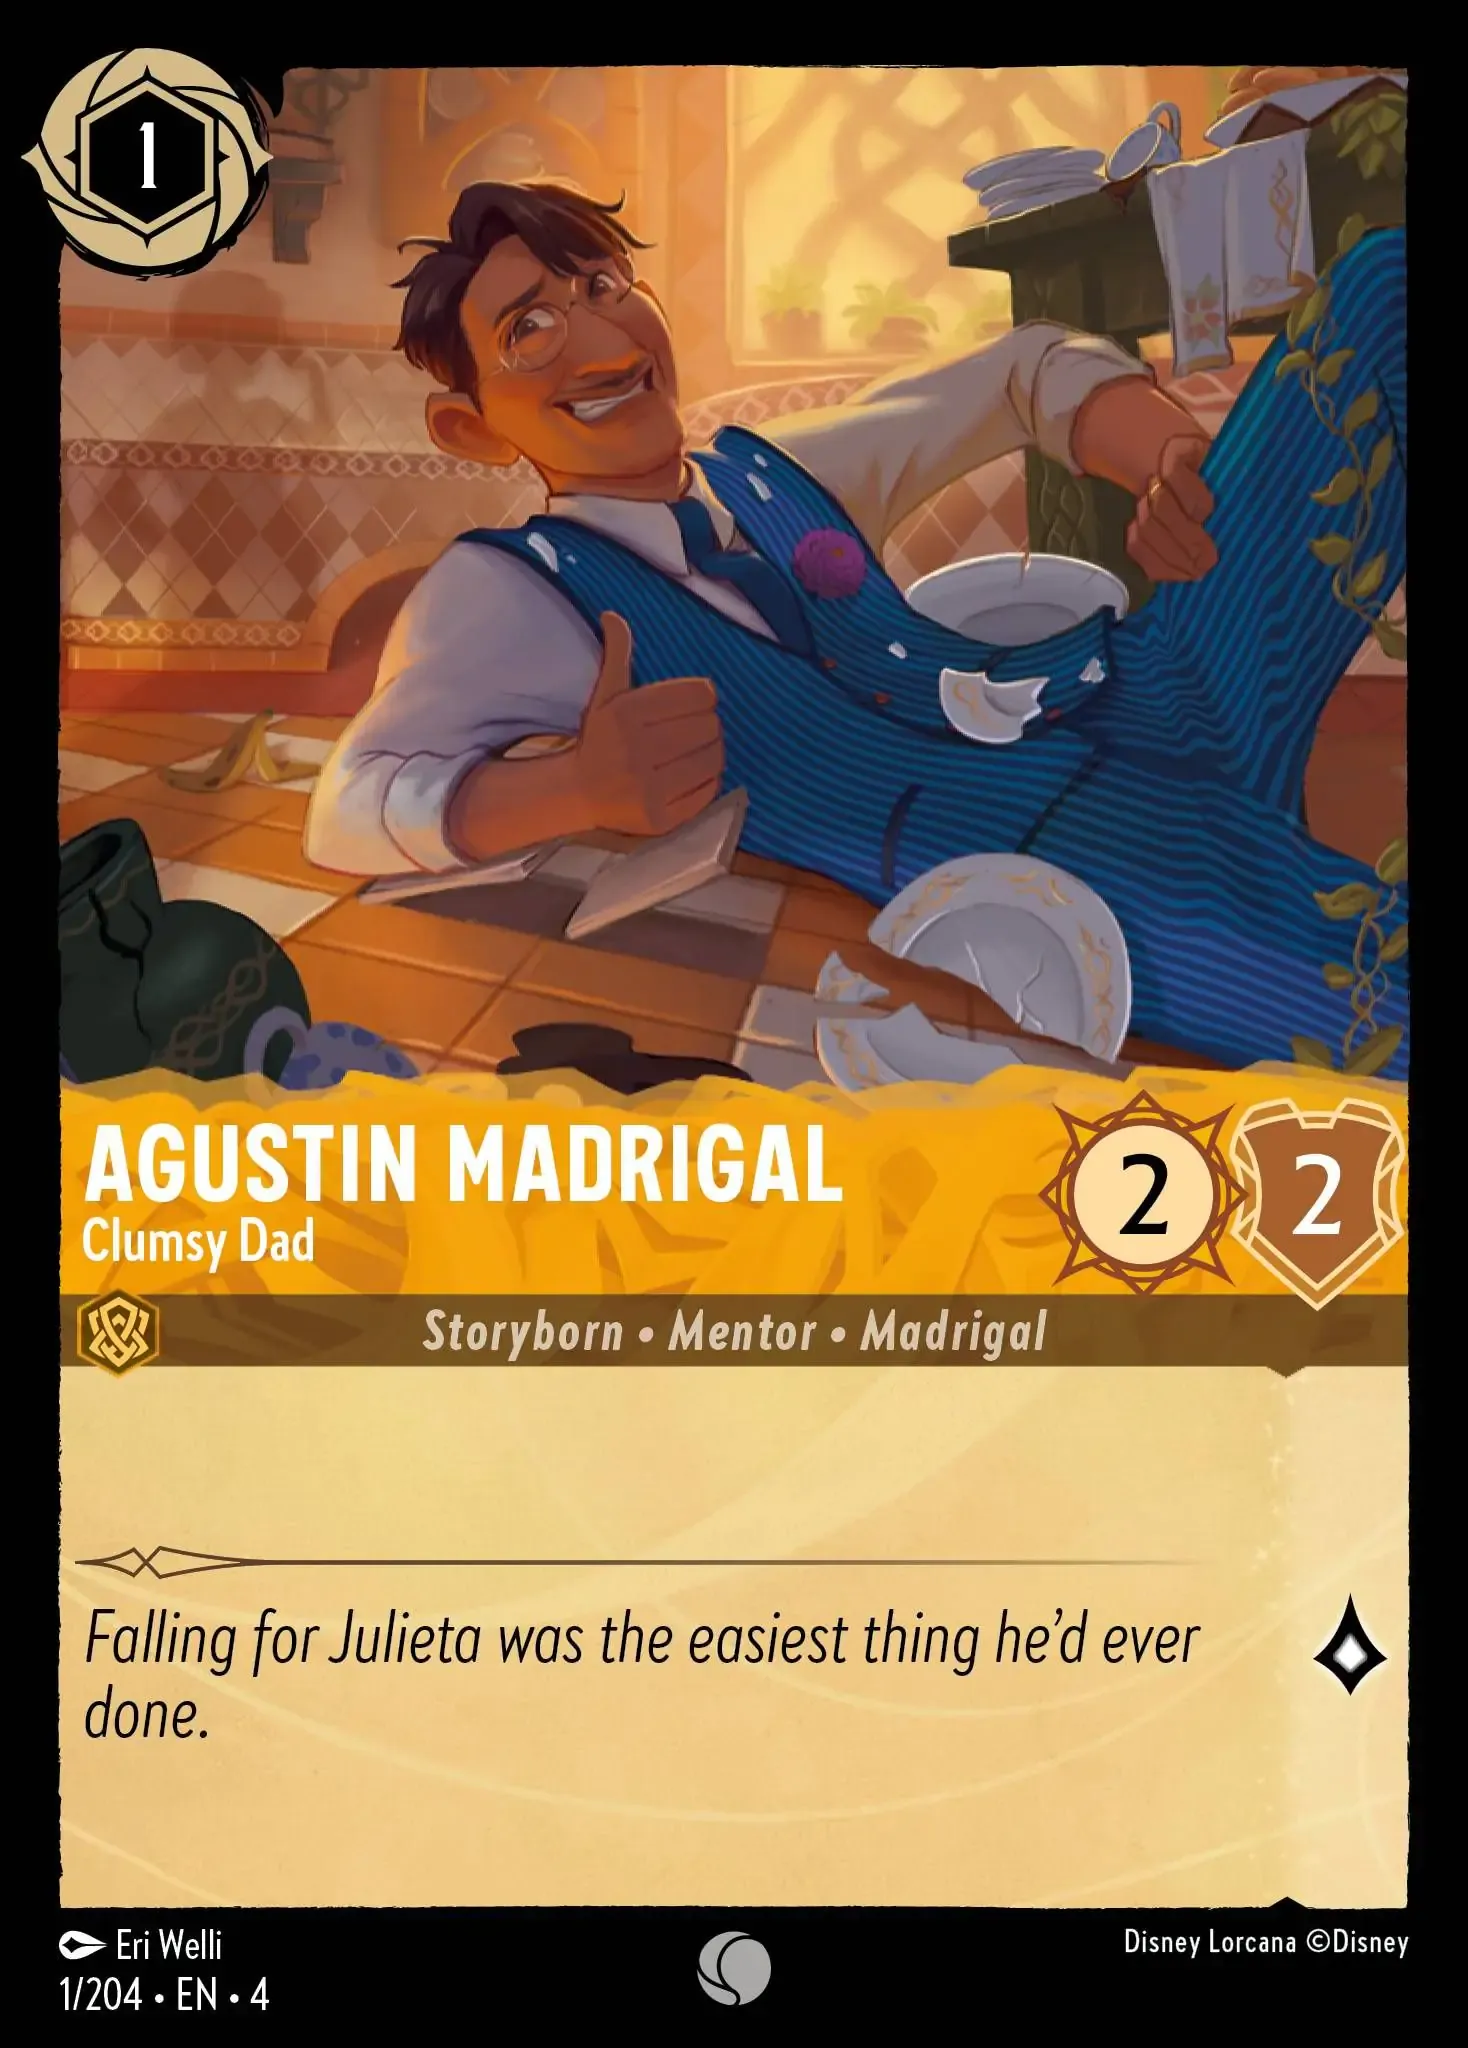 1
AGUSTIN MADRIGAL
Clumsy Dad
2
2
Storyborn • Mentor • Madrigal
Falling for Julieta was the easiest thing he’d ever
done.
Eri Welli
1/204 • EN • 4
Disney Lorcana ©Disney